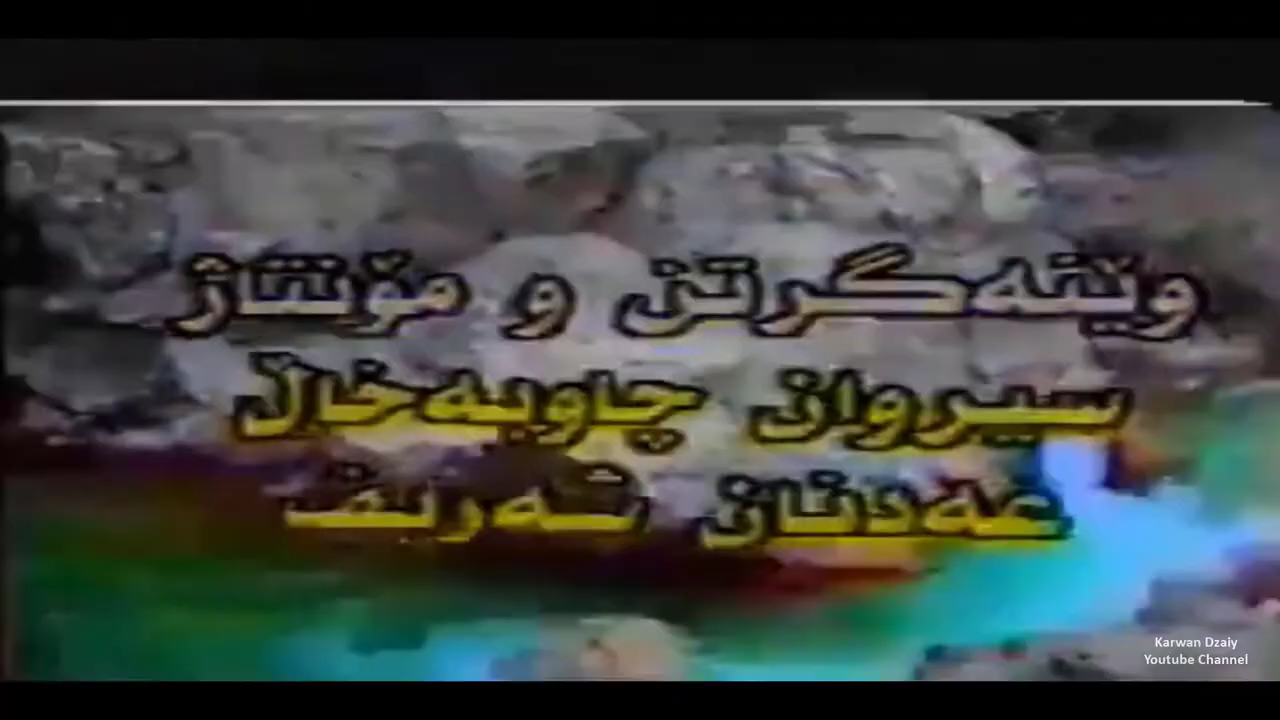 وێنەگرتن و مۆنتاژ
سیروان چاوبەخاڵ
عەدنان شەریف
Karwan Dzaiy
Youtube Channel